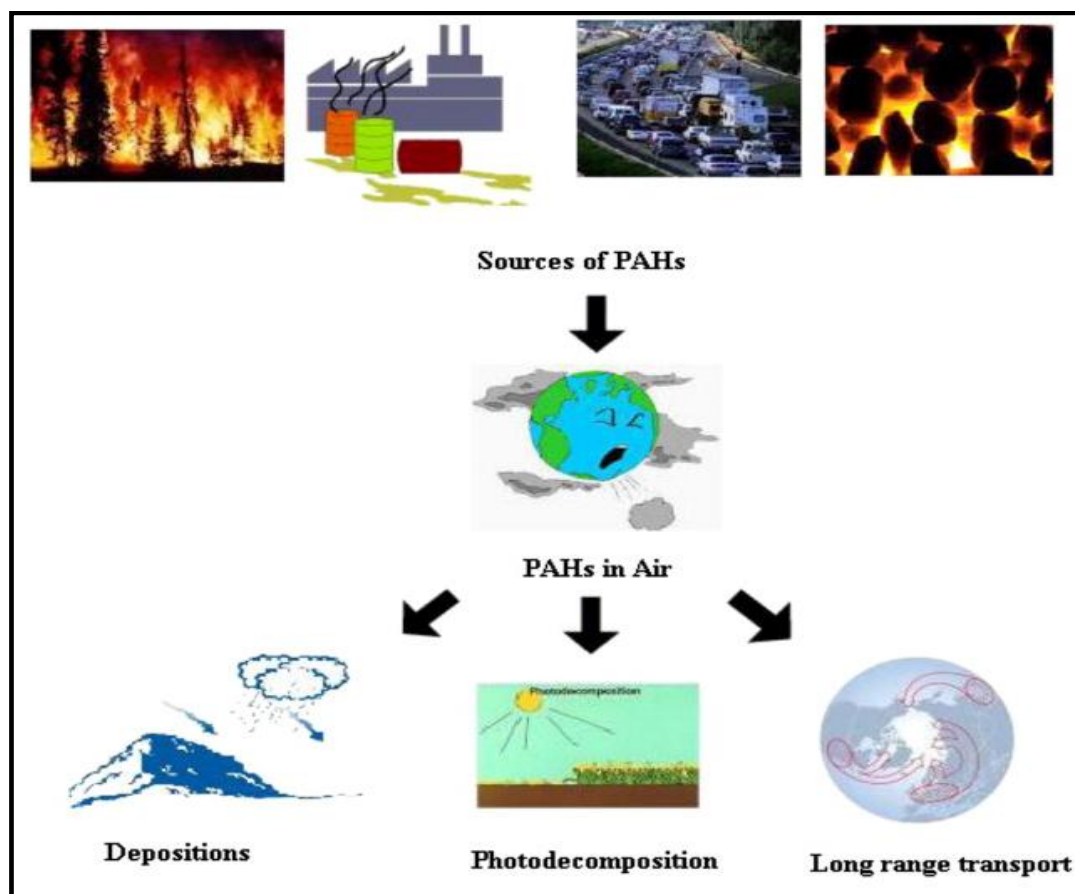 Sources of PAHs
PAHs in Air
Photodecomposition
Depositions
Photodecomposition
Long range transport